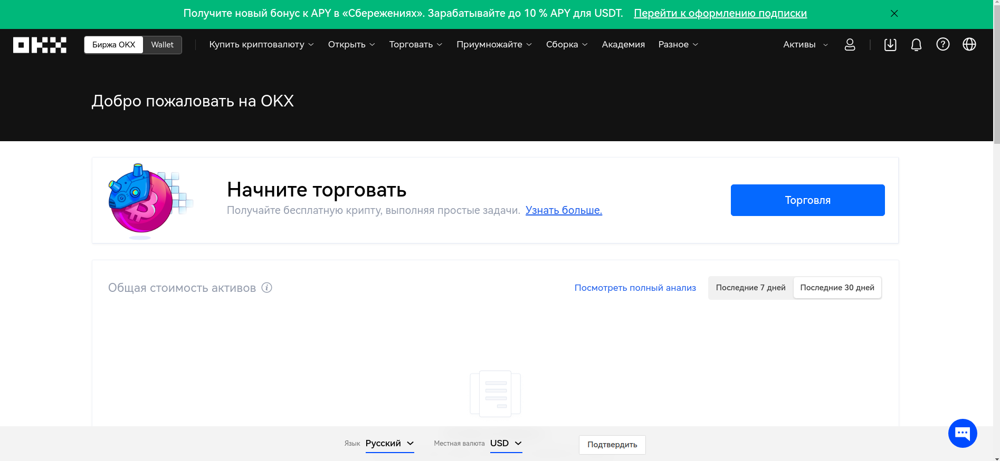 Получите новый бонус к APY в «Сбережениях». Зарабатывайте до 10 % APY для USDT. Перейти к оформлению подписки
OKX Биржа OKX Wallet Купить криптовалюту Открыть Торговать Приумножайте Сборка Академия Разное Активы
Добро пожаловать на OKX
Начните торговать
Получайте бесплатную крипту, выполняя простые задачи. Узнать больше.
Торговля
Общая стоимость активов Посмотреть полный анализ Последние 7 дней Последние 30 дней
Язык Русский Местная валюта USD Подтвердить